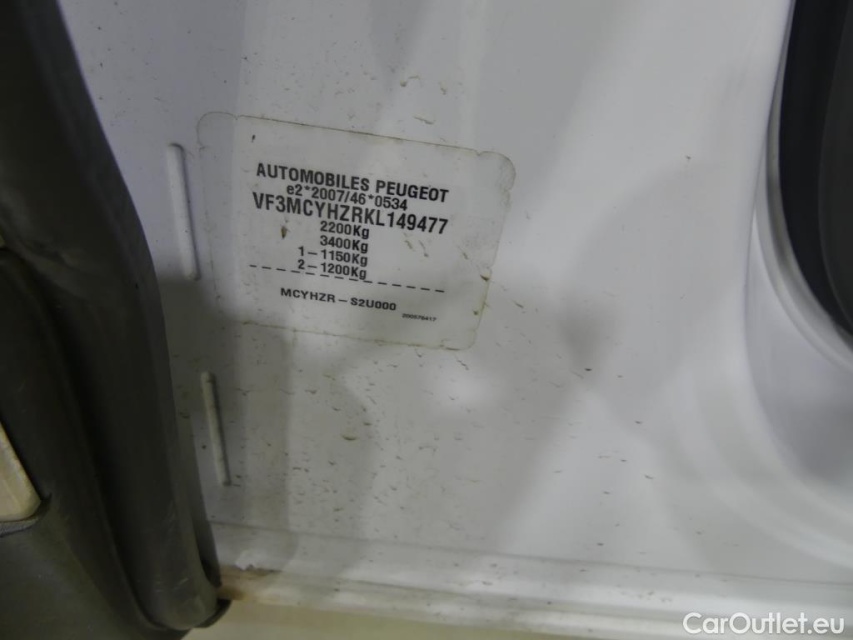 AUTOMOBILES PEUGEOT
e2*2007/46*0534
VF3MCYHZRKL149477
2200Kg
3400Kg
1-1150Kg
2-1200Kg
MCYHZR-S2U000
CarOutlet.eu